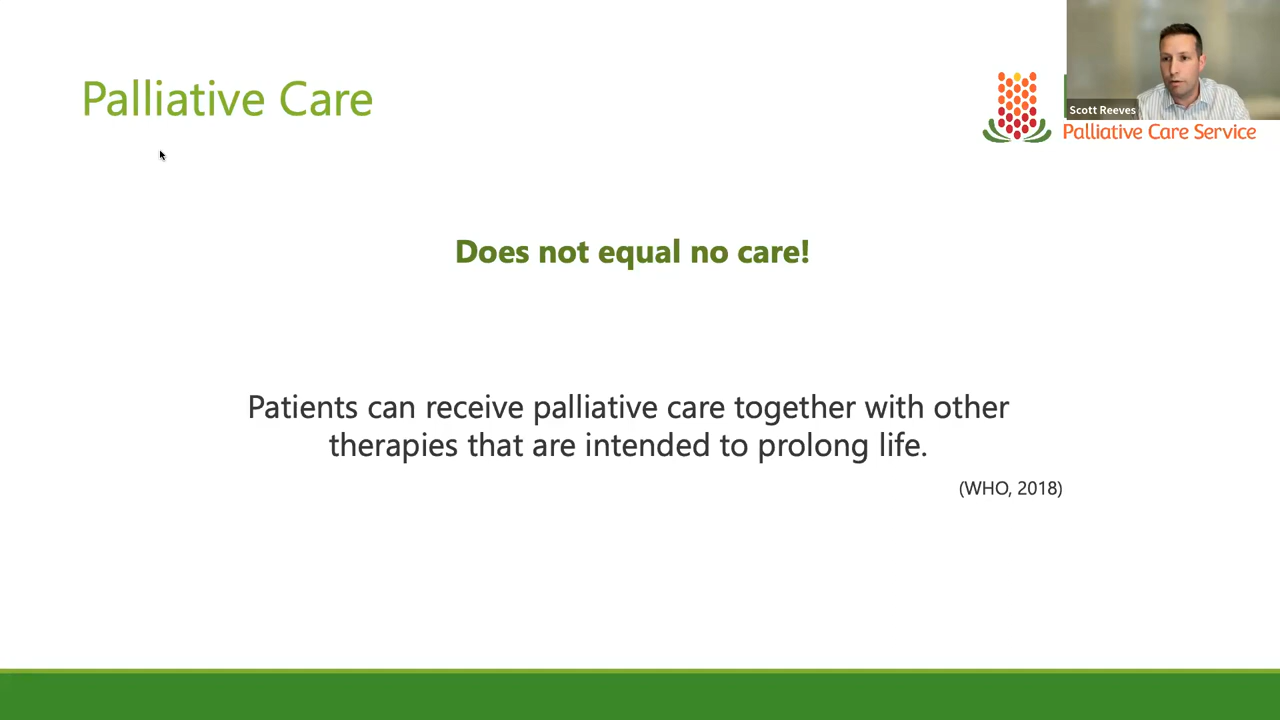 Palliative Care
Scott Reeves
Palliative Care Service
Does not equal no care!
Patients can receive palliative care together with other
therapies that are intended to prolong life.
(WHO, 2018)